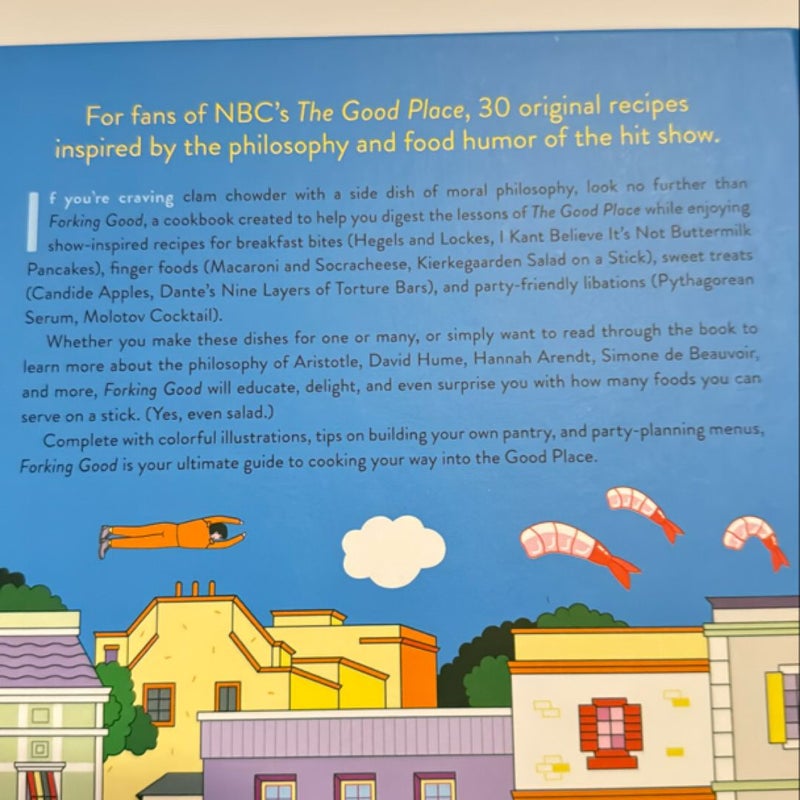 For fans of NBC's The Good Place, 30 original recipes
inspired by the philosophy and food humor of the hit show.
If you're craving clam chowder with a side dish of moral philosophy, look no further than
Forking Good, a cookbook created to help you digest the lessons of The Good Place while enjoying
show-inspired recipes for breakfast bites (Hegels and Lockes, I Kant Believe It's Not Buttermilk
Pancakes), finger foods (Macaroni and Socracheese, Kierkegaarden Salad on a Stick), sweet treats
(Candide Apples, Dante's Nine Layers of Torture Bars), and party-friendly libations (Pythagorean
Serum, Molotov Cocktail).
Whether you make these dishes for one or many, or simply want to read through the book to
learn more about the philosophy of Aristotle, David Hume, Hannah Arendt, Simone de Beauvoir,
and more, Forking Good will educate, delight, and even surprise you with how many foods you can
serve on a stick. (Yes, even salad.)
Complete with colorful illustrations, tips on building your own pantry, and party-planning menus,
Forking Good is your ultimate guide to cooking your way into the Good Place.